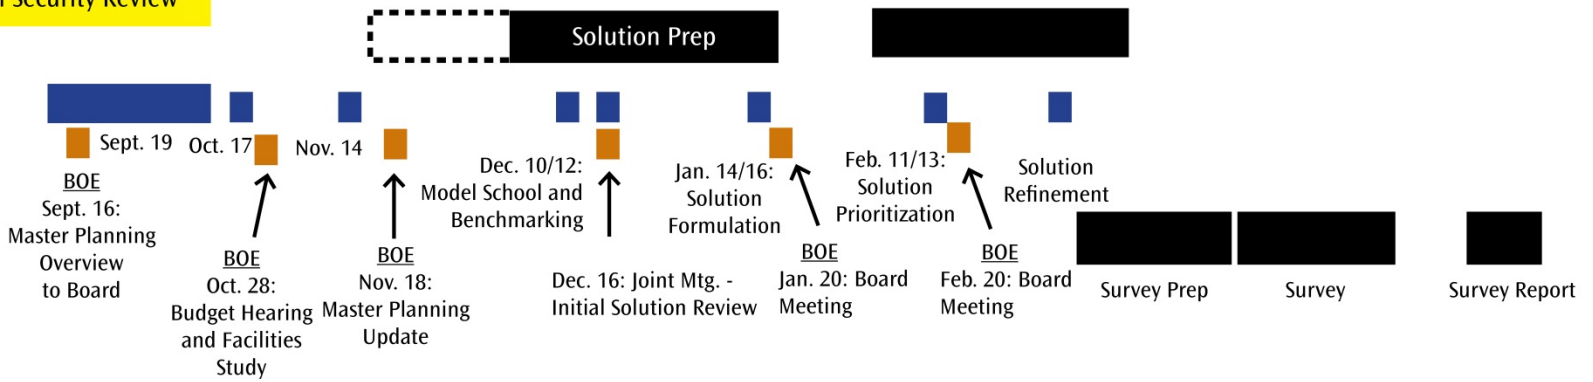 Security Review
Solution Prep
Sept. 19
Oct. 17
Nov. 14
BOE
Sept. 16:
Master Planning
Overview
to Board
BOE
Oct. 28:
Budget Hearing
and Facilities
Study
BOE
Nov. 18:
Master Planning
Update
Dec. 10/12:
Model School and
Benchmarking
Dec. 16: Joint Mtg. -
Initial Solution Review
Jan. 14/16:
Solution
Formulation
BOE
Jan. 20: Board
Meeting
Feb. 11/13:
Solution
Prioritization
BOE
Feb. 20: Board
Meeting
Solution
Refinement
Survey Prep
Survey
Survey Report